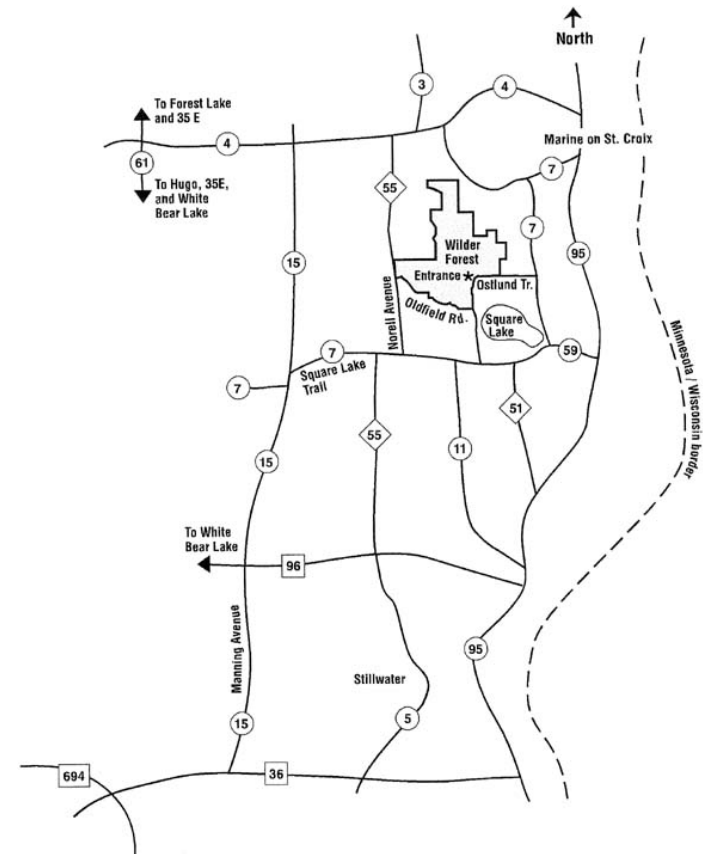 North
3
4
To Forest Lake
and 35 E
4
Marine on St. Croix
61
7
To Hugo, 35E,
and White
Bear Lake
55
7
Wilder
Forest
95
15
Entrance
Ostlund Tr.
Norell Avenue
Oldfield Rd.
Square
Lake
Minnesota / Wisconsin border
7
59
Square Lake
Trail
7
51
55
11
15
To White
Bear Lake
96
Manning Avenue
95
Stillwater
15
5
694
36